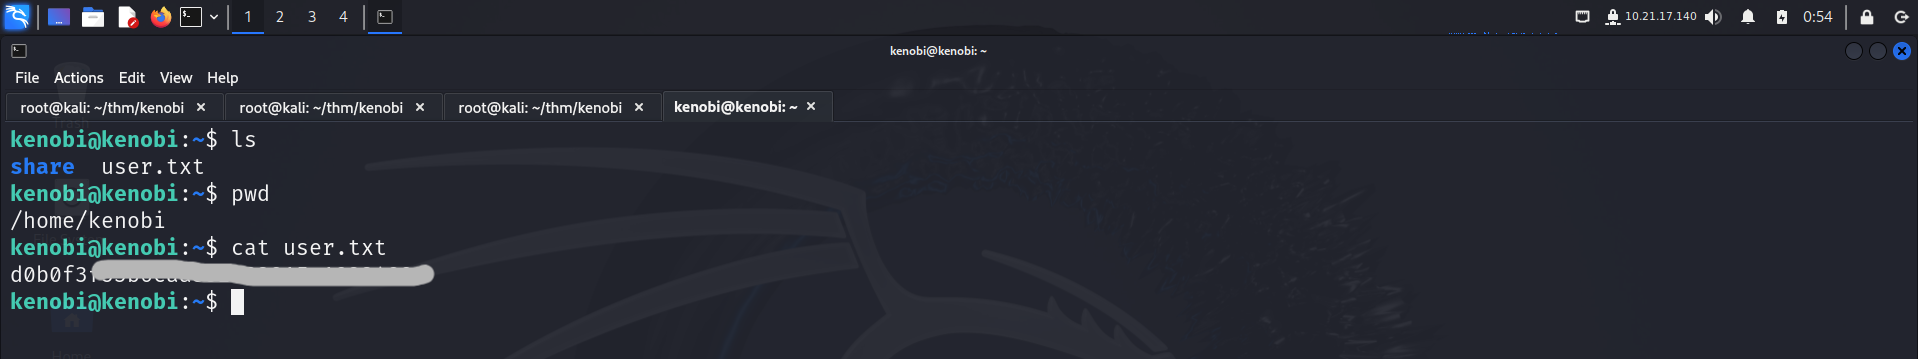 1 2 3 4
10.21.17.140 0:54
kenobi@kenobi: ~
File Actions Edit View Help
root@kali: ~/thm/kenobi × root@kali: ~/thm/kenobi × root@kali: ~/thm/kenobi × kenobi@kenobi: ~ ×
kenobi@kenobi:~$ ls
share user.txt
kenobi@kenobi:~$ pwd
/home/kenobi
kenobi@kenobi:~$ cat user.txt
kenobi@kenobi:~$
Home